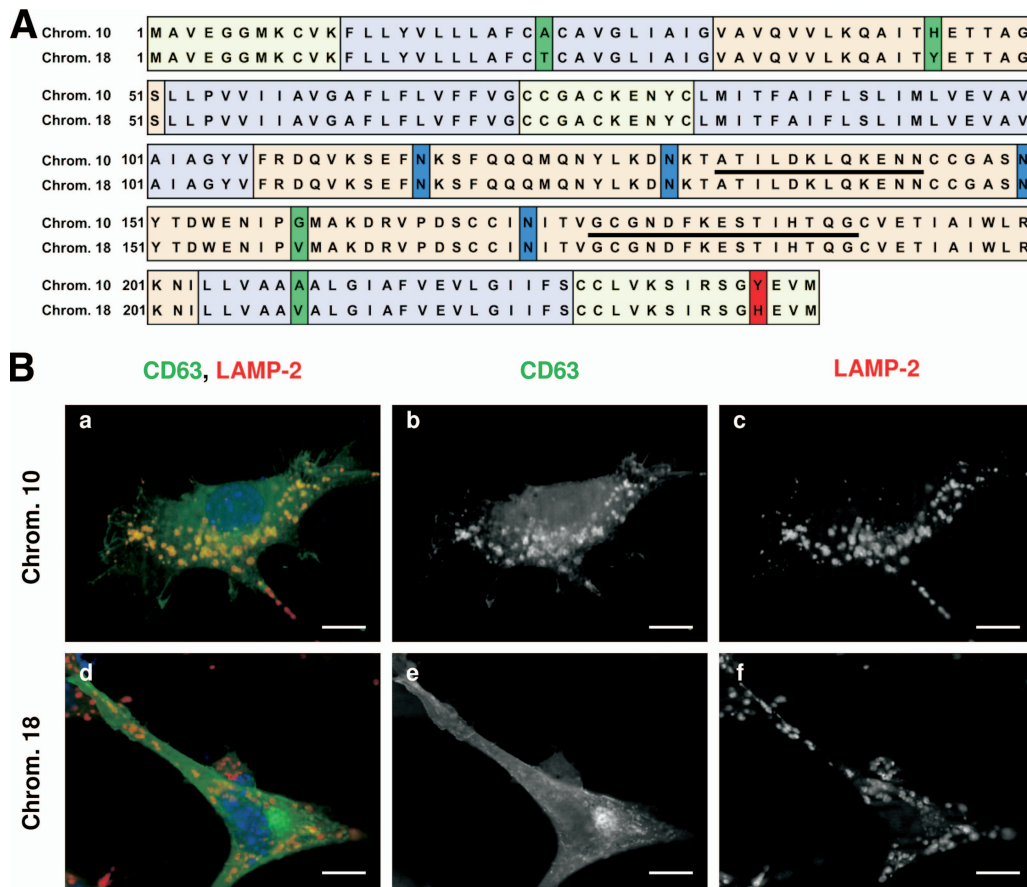 A
Chrom. 10 1 M A V E G G M K C V K F L L Y V L L L A F C A C A V G L I A I G V A V Q V V L K Q A I T H E T T A G
Chrom. 18 1 M A V E G G M K C V K F L L Y V L L L A F C T C A V G L I A I G V A V Q V V L K Q A I T Y E T T A G
Chrom. 10 51 S L L P V V I I A V G A F L F L V F F V G C C G A C K E N Y C L M I T F A I F L S L I M L V E V A V
Chrom. 18 51 S L L P V V I I A V G A F L F L V F F V G C C G A C K E N Y C L M I T F A I F L S L I M L V E V A V
Chrom. 10 101 A I A G Y V F R D Q V K S E F N K S F Q Q Q M Q N Y L K D N K T A T I L D K L Q K E N N C C G A S N
Chrom. 18 101 A I A G Y V F R D Q V K S E F N K S F Q Q Q M Q N Y L K D N K T A T I L D K L Q K E N N C C G A S N
Chrom. 10 151 Y T D W E N I P G M A K D R V P D S C C I N I T V G C G N D F K E S T I H T Q G C V E T I A I W L R
Chrom. 18 151 Y T D W E N I P V M A K D R V P D S C C I N I T V G C G N D F K E S T I H T Q G C V E T I A I W L R
Chrom. 10 201 K N I L L V A A A A L G I A F V E V L G I I F S C C L V K S I R S G Y E V M
Chrom. 18 201 K N I L L V A A V A L G I A F V E V L G I I F S C C L V K S I R S G H E V M
B
CD63, LAMP-2
CD63
LAMP-2
Chrom. 10
a
b
c
Chrom. 18
d
e
f